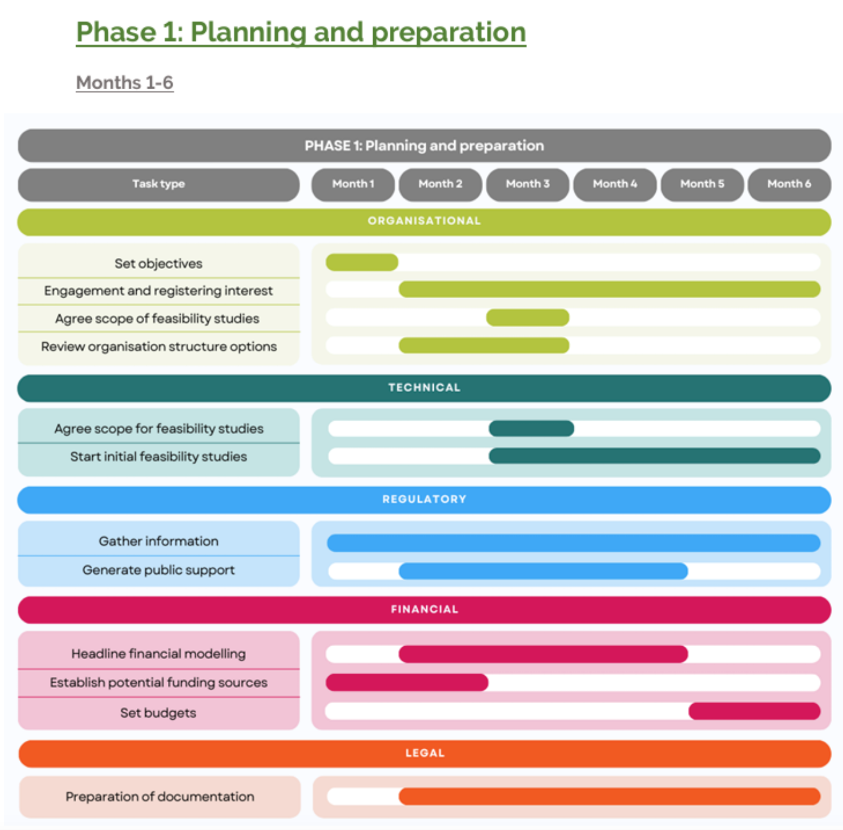 Phase 1: Planning and preparation
Months 1-6
PHASE 1: Planning and preparation
Task type Month 1 Month 2 Month 3 Month 4 Month 5 Month 6
ORGANISATIONAL
Set objectives
Engagement and registering interest
Agree scope of feasibility studies
Review organisation structure options
TECHNICAL
Agree scope for feasibility studies
Start initial feasibility studies
REGULATORY
Gather information
Generate public support
FINANCIAL
Headline financial modelling
Establish potential funding sources
Set budgets
LEGAL
Preparation of documentation